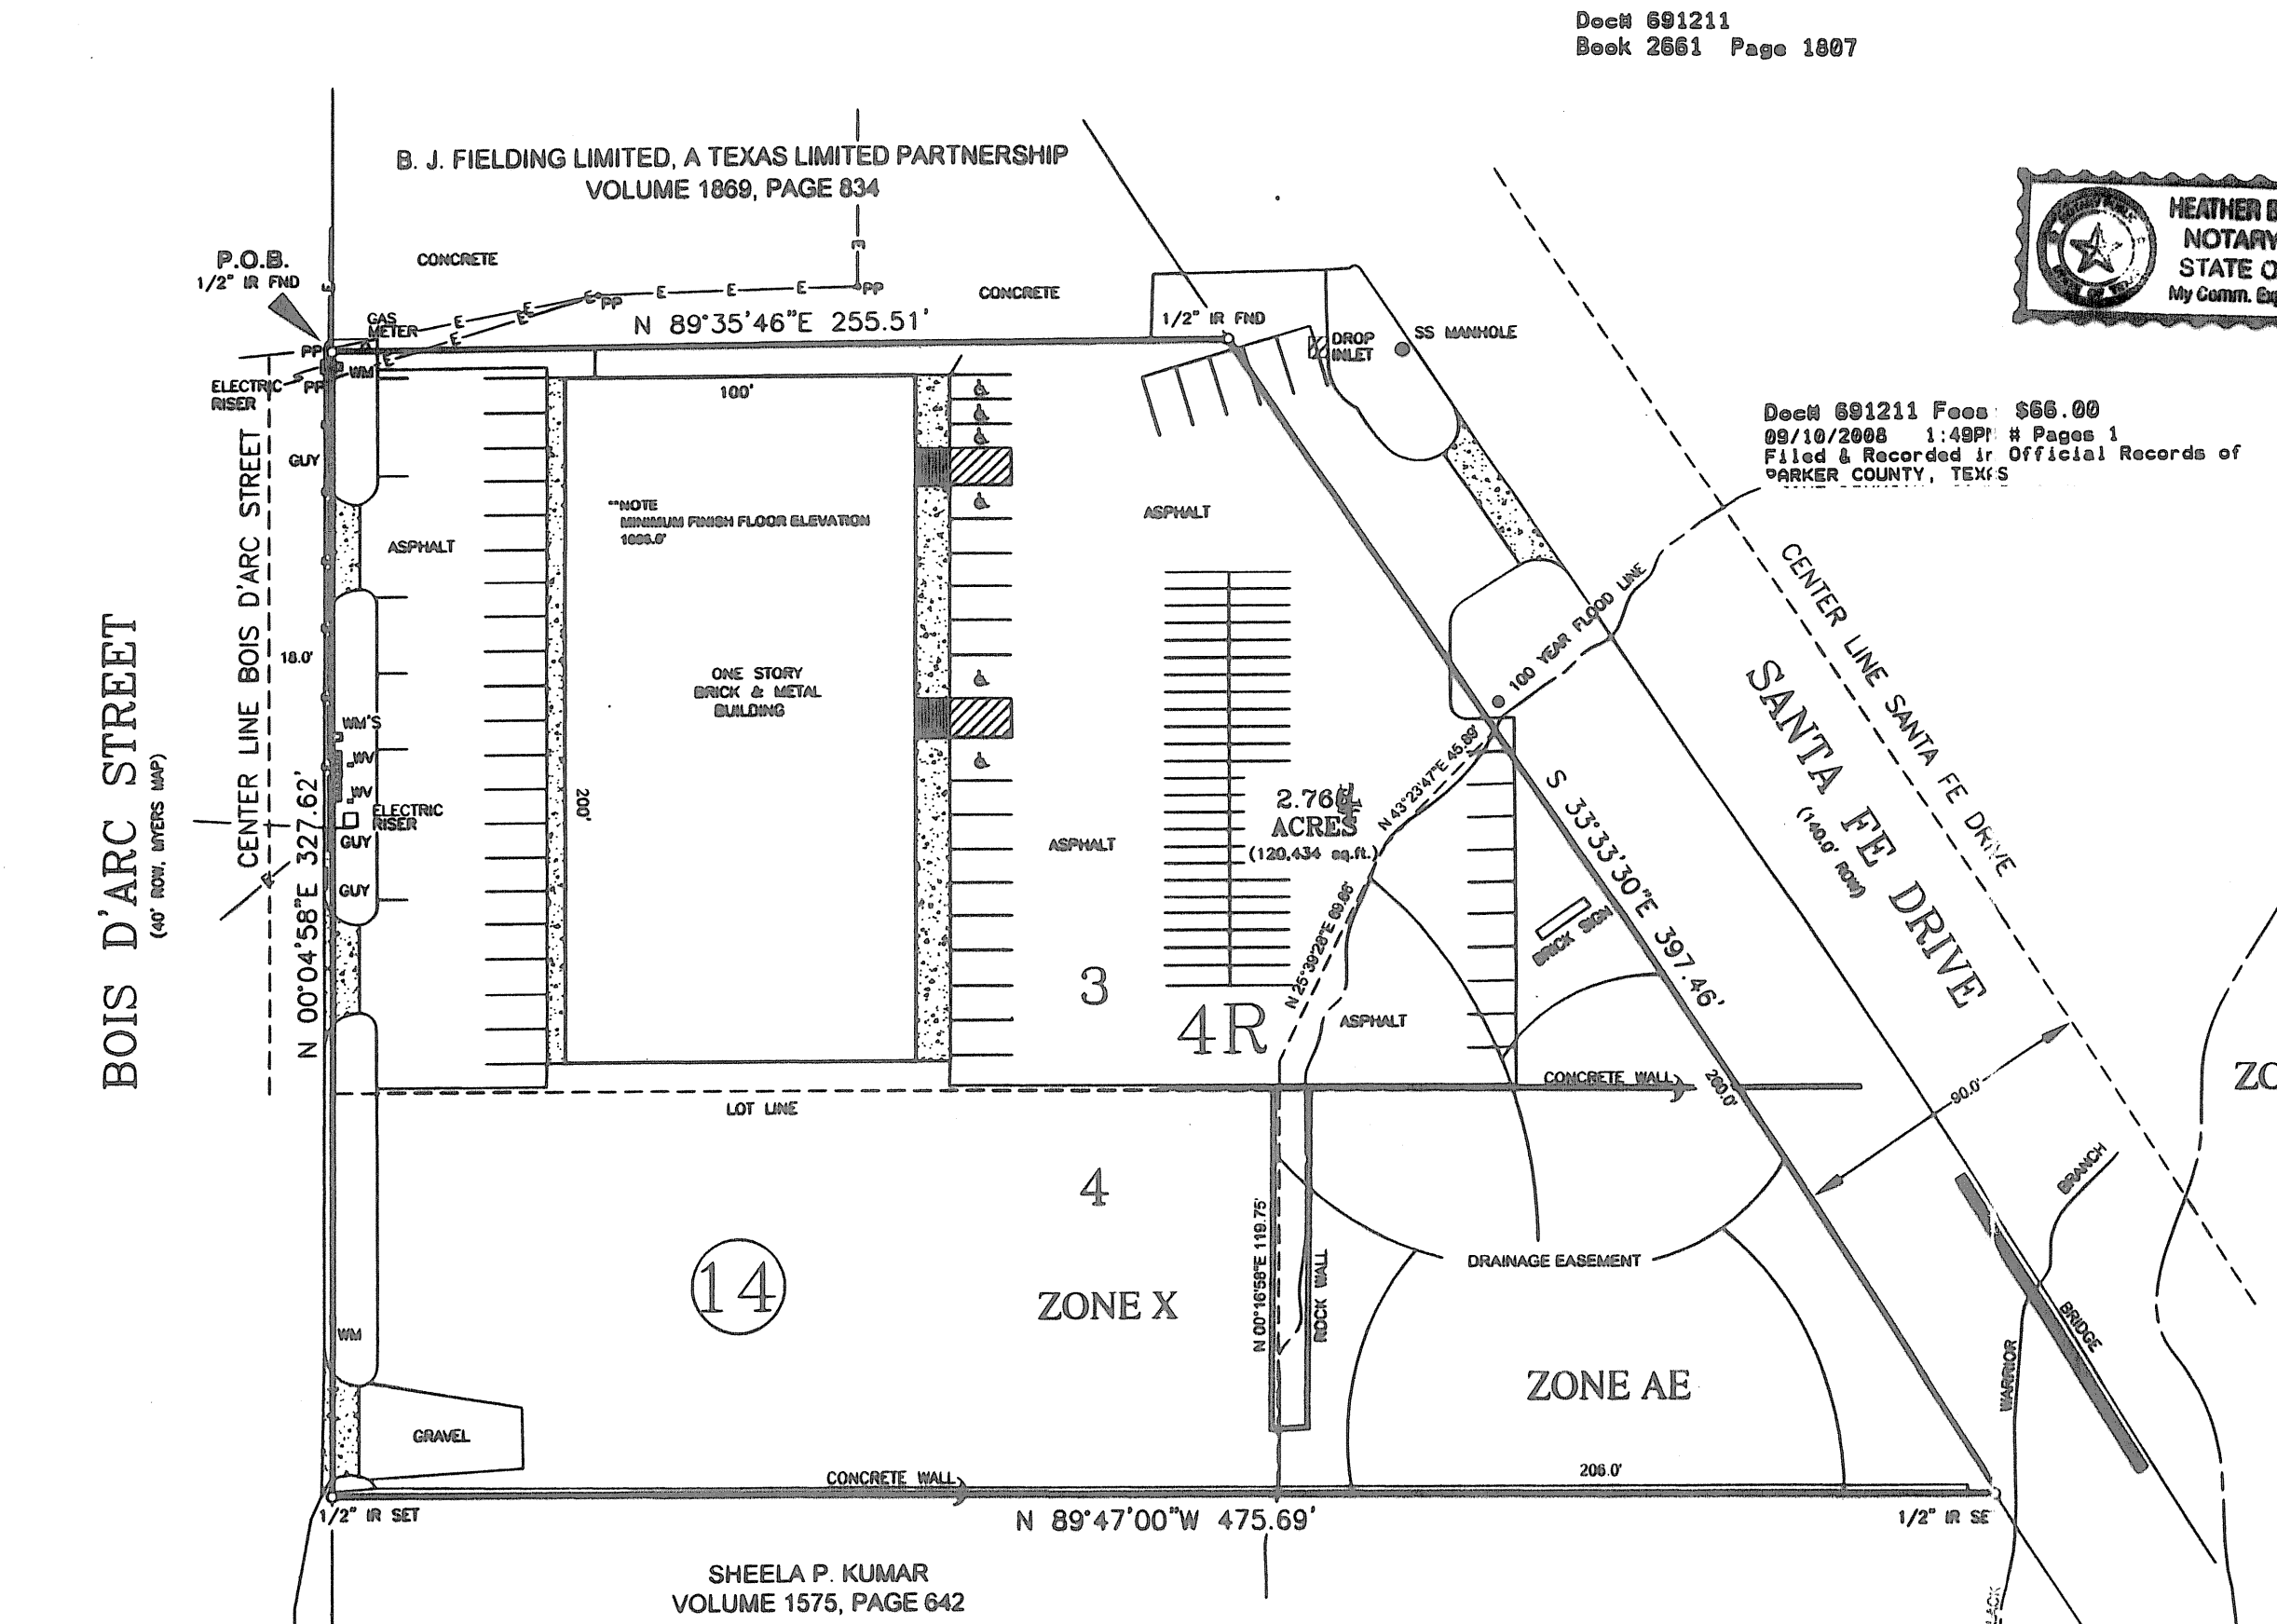 Doc# 691211
Book 2661 Page 1807
B. J. FIELDING LIMITED, A TEXAS LIMITED PARTNERSHIP
VOLUME 1869, PAGE 834
HEATHER
NOTARY
STATE O
My Comm. Exp
P.O.B.
1/2" IR FND
CONCRETE
E
E
E
E
E
E
PP
E
E
E
PP
CONCRETE
GAS
METER
E
E
E
E
N 89°35'46"E 255.51'
1/2" IR FND
DROP
INLET
SS MANHOLE
PP
WM
ELECTRIC
RISER
PP
100'
Doc# 691211 Fees: $66.00
09/10/2008 1:49PM # Pages 1
Filed & Recorded in Official Records of
PARKER COUNTY, TEXAS
GUY
**NOTE
MINIMUM FINISH FLOOR ELEVATION
ASPHALT
ASPHALT
CENTER LINE BOIS D'ARC STREET
BOIS D'ARC STREET
(40' ROW, MYERS MAP)
18.0'
N 00°04'58"E 327.62'
ONE STORY
BRICK & METAL
BUILDING
200'
100 YEAR FLOOD LINE
CENTER LINE SANTA FE DRIVE
SANTA FE DRIVE
(140.0' ROW)
WM'S
WV
WV
ELECTRIC
RISER
GUY
GUY
ASPHALT
ACRES
(120,434 sq.ft.)
N 43°23'47"E 45.89'
S 33°33'30"E 397.46'
N 25°39'28"E 69.66'
BRICK
3
4R
ASPHALT
CONCRETE WALL
260.0'
90.0'
ZO
LOT LINE
4
14
ZONE X
N 00°16'58"E 119.75'
ROCK WALL
DRAINAGE EASEMENT
ZONE AE
BRANCH
BRIDGE
WARRIOR
WM
GRAVEL
CONCRETE WALL
206.0'
1/2" IR SET
N 89°47'00"W 475.69'
1/2" IR SE
SHEELA P. KUMAR
VOLUME 1575, PAGE 642
LACK